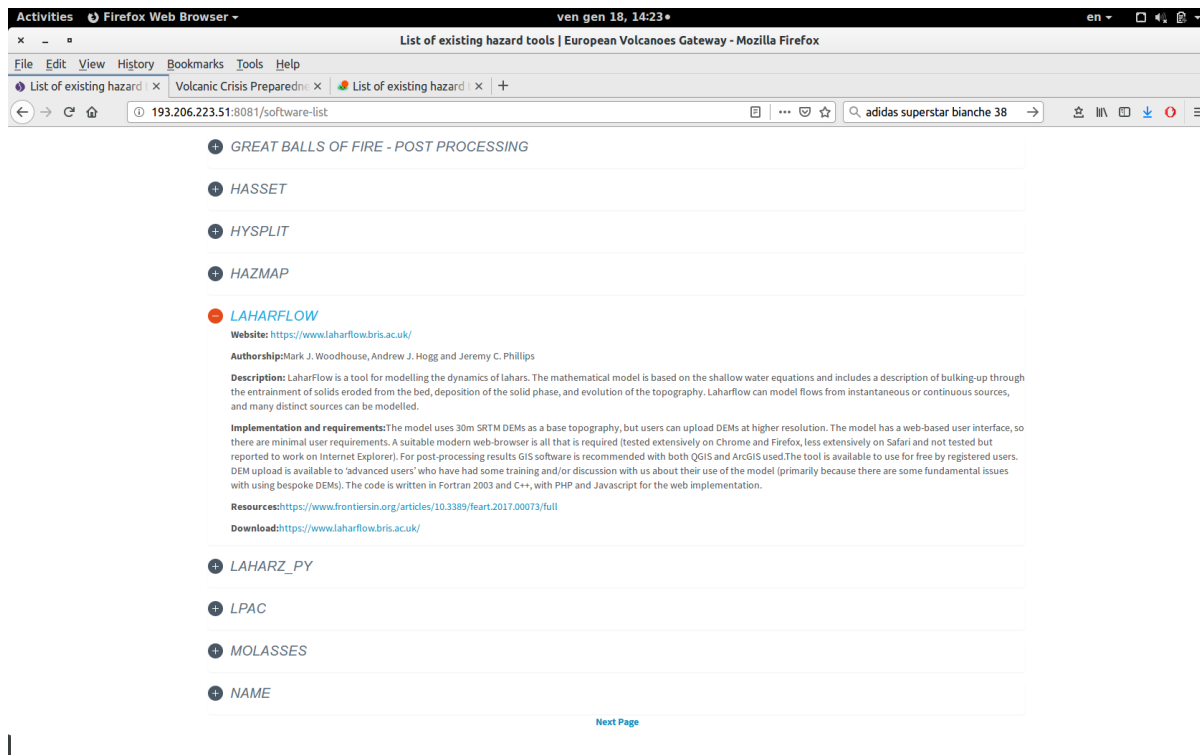 Activities Firefox Web Browser ven gen 18, 14:23 en
List of existing hazard tools | European Volcanoes Gateway - Mozilla Firefox
File Edit View History Bookmarks Tools Help
List of existing hazard Volcanic Crisis Preparedne List of existing hazard
193.206.223.51:8081/software-list adidas superstar bianche 38
GREAT BALLS OF FIRE - POST PROCESSING
HASSET
HYSPLIT
HAZMAP
LAHARFLOW
Website: https://www.laharflow.bris.ac.uk/
Authorship:Mark J. Woodhouse, Andrew J. Hogg and Jeremy C. Phillips
Description: LaharFlow is a tool for modelling the dynamics of lahars. The mathematical model is based on the shallow water equations and includes a description of bulking-up through
the entrainment of solids eroded from the bed, deposition of the solid phase, and evolution of the topography. Laharflow can model flows from instantaneous or continuous sources,
and many distinct sources can be modelled.
Implementation and requirements:The model uses 30m SRTM DEMs as a base topography, but users can upload DEMs at higher resolution. The model has a web-based user interface, so
there are minimal user requirements. A suitable modern web-browser is all that is required (tested extensively on Chrome and Firefox, less extensively on Safari and not tested but
reported to work on Internet Explorer). For post-processing results GIS software is recommended with both QGIS and ArcGIS used.The tool is available to use for free by registered users.
DEM upload is available to 'advanced users' who have had some training and/or discussion with us about their use of the model (primarily because there are some fundamental issues
with using bespoke DEMs). The code is written in Fortran 2003 and C++, with PHP and Javascript for the web implementation.
Resources:https://www.frontiersin.org/articles/10.3389/feart.2017.00073/full
Download:https://www.laharflow.bris.ac.uk/
LAHARZ_PY
LPAC
MOLASSES
NAME
Next Page